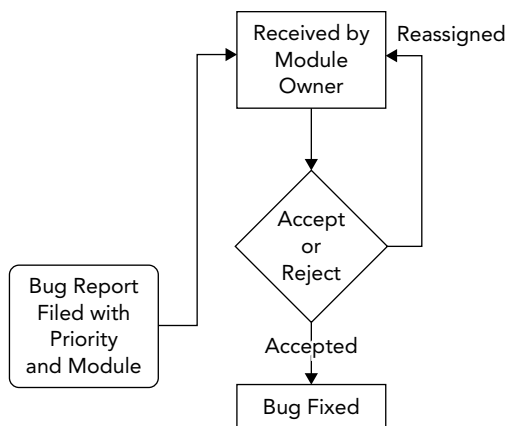 Received by
Module
Owner
Reassigned
Accept
or
Reject
Bug Report
Filed with
Priority
and Module
Accepted
Bug Fixed